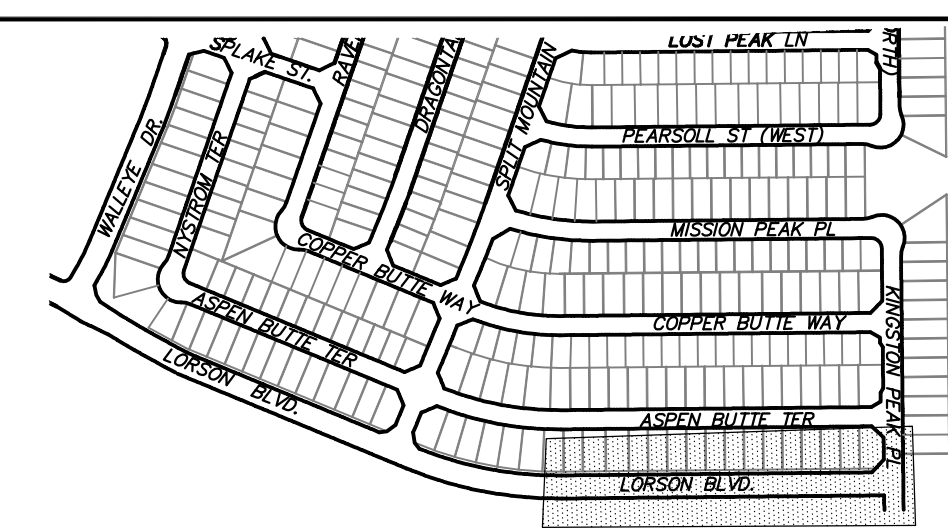 LOST PEAK LN
SPLAKE ST.
PEARSOLL ST (WEST)
SPLIT MOUNTAIN
WALLEYE DR.
NYSTROM TER
MISSION PEAK PL
COPPER BUTTE WAY
COPPER BUTTE WAY
KINGSTON PEAK PL
ASPEN BUTTE TER
LORSON BLVD.
ASPEN BUTTE TER
LORSON BLVD.